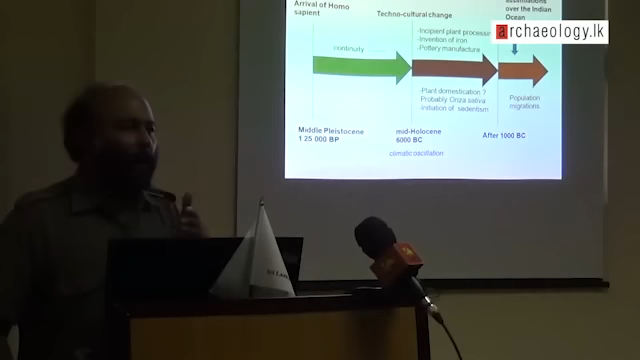 Arrival of Homo
sapient
Techno-cultural change
assimilations
over the Indian
Ocean
archaeology.lk
-Incipient plant processin
-Invention of iron
-Pottery manufacture
continuity
-Plant domestication ?
Probably Oriza sativa
-Initiation of sedentism
Population
migrations
Middle Pleistocene
1 25 000 BP
mid-Holocene
6000 BC
After 1000 BC
climatic oscillation